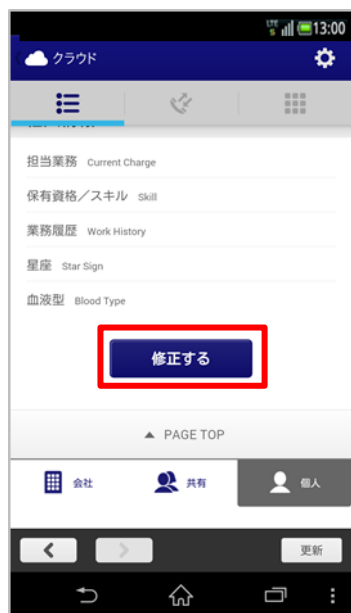 LTE 13:00
クラウド
担当業務 Current Charge
保有資格／スキル Skill
業務履歴 Work History
星座 Star Sign
血液型 Blood Type
修正する
▲ PAGE TOP
会社 共有 個人
更新